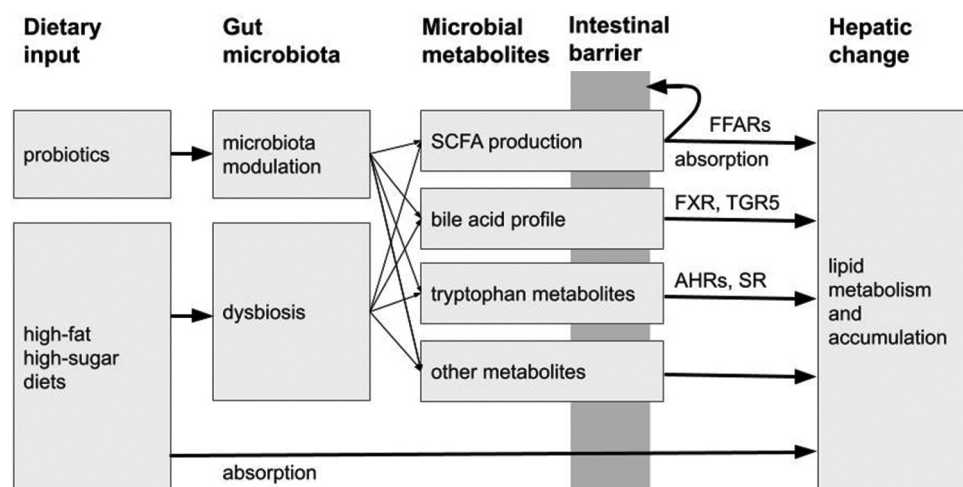 Dietary
input
Gut
microbiota
Microbial
metabolites
Intestinal
barrier
Hepatic
change
probiotics
microbiota
modulation
SCFA production
FFARs
absorption
bile acid profile
FXR, TGR5
tryptophan metabolites
AHRs, SR
other metabolites
high-fat
high-sugar
diets
dysbiosis
lipid
metabolism
and
accumulation
absorption